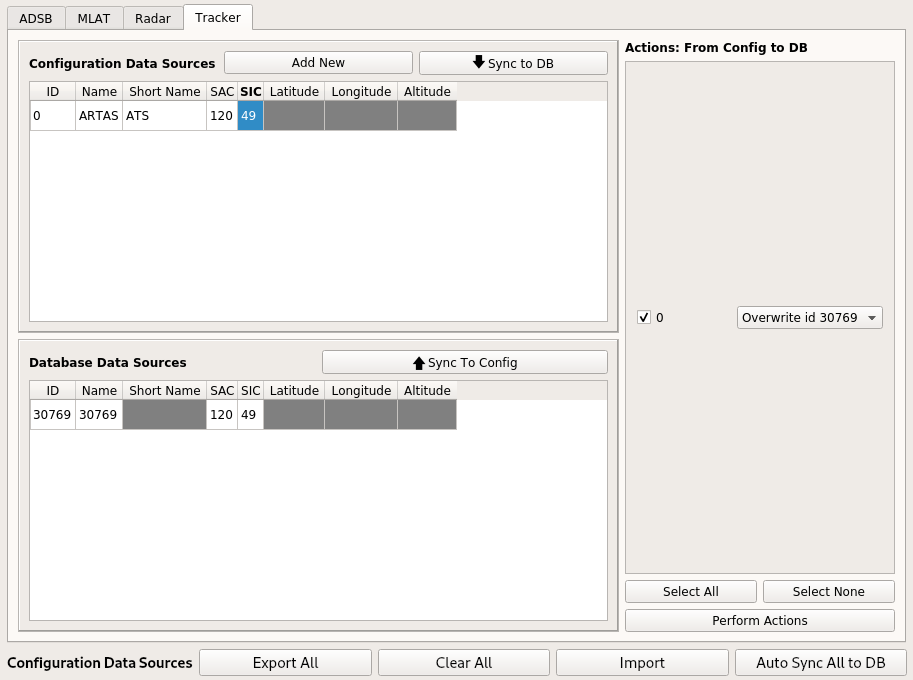 ADSB MLAT Radar Tracker
Configuration Data Sources Add New Sync to DB
ID Name Short Name SAC SIC Latitude Longitude Altitude
0 ARTAS ATS 120 49
Database Data Sources Sync To Config
ID Name Short Name SAC SIC Latitude Longitude Altitude
30769 30769 120 49
Actions: From Config to DB
0 Overwrite id 30769
Select All Select None
Perform Actions
Configuration Data Sources Export All Clear All Import Auto Sync All to DB